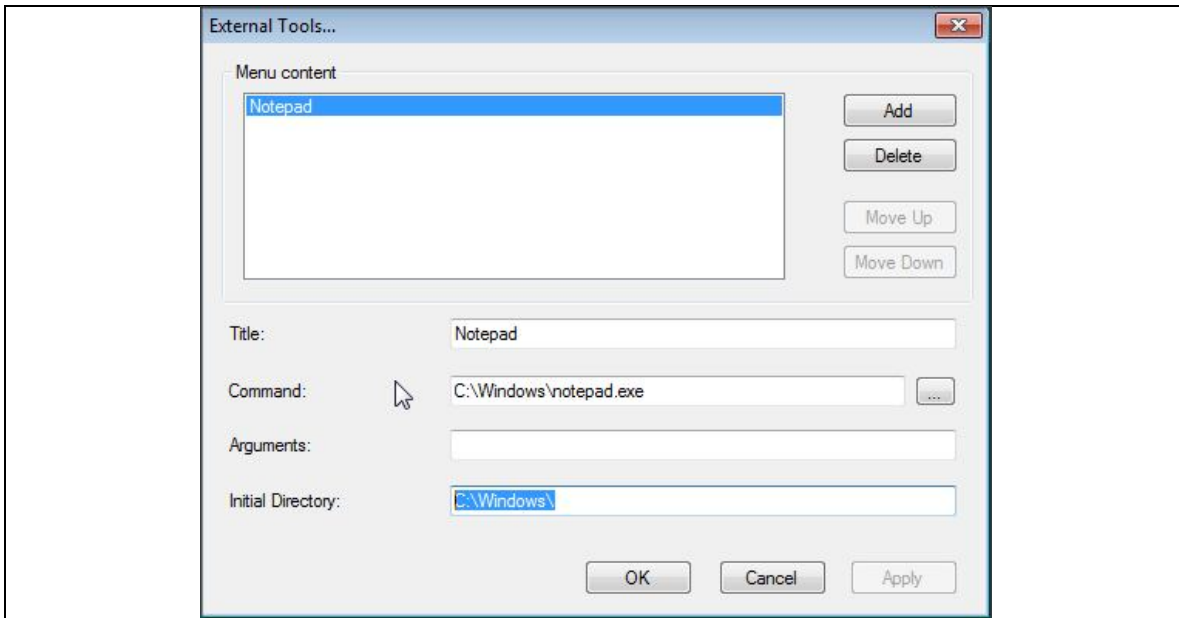 External Tools...
Menu content
Notepad
Add
Delete
Move Up
Move Down
Title:
Notepad
Command:
C:\Windows\notepad.exe
...
Arguments:
Initial Directory:
C:\Windows\
OK
Cancel
Apply